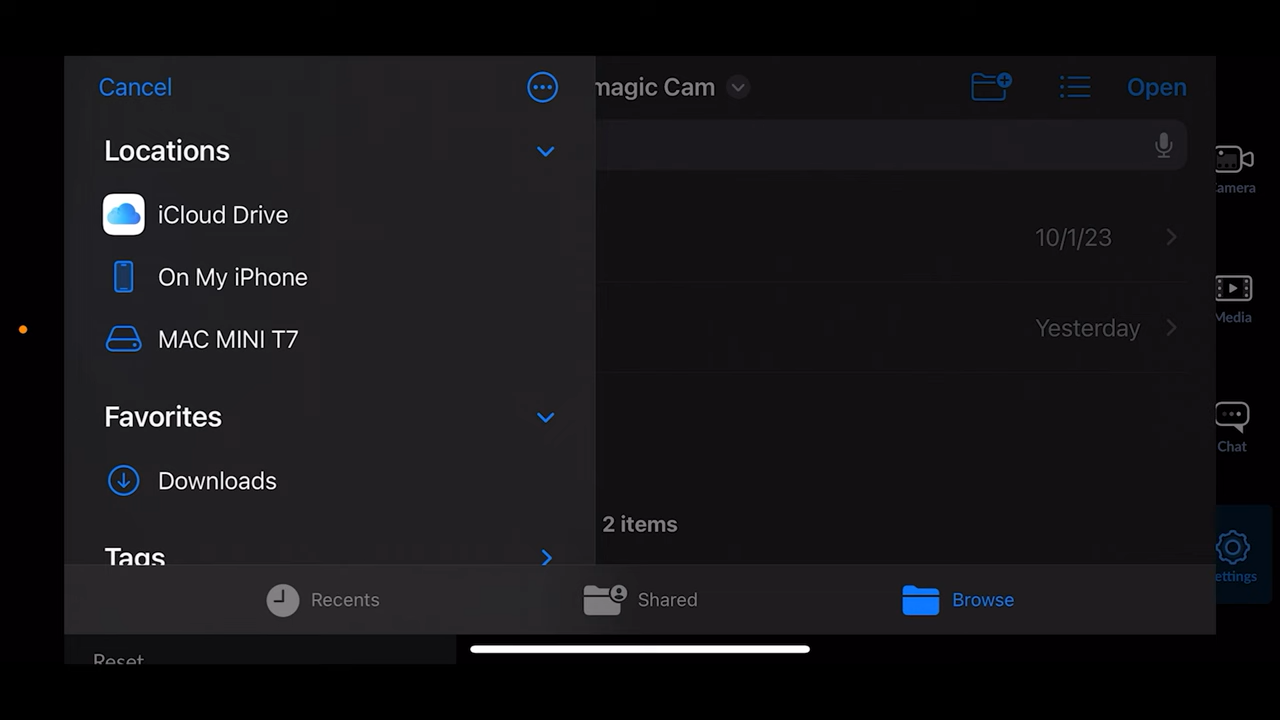 Cancel
magic Cam
Open
Locations
iCloud Drive
On My iPhone
MAC MINI T7
Favorites
Downloads
Tags
10/1/23
Yesterday
2 items
Recents
Shared
Browse
Reset
amera
Media
Chat
ettings